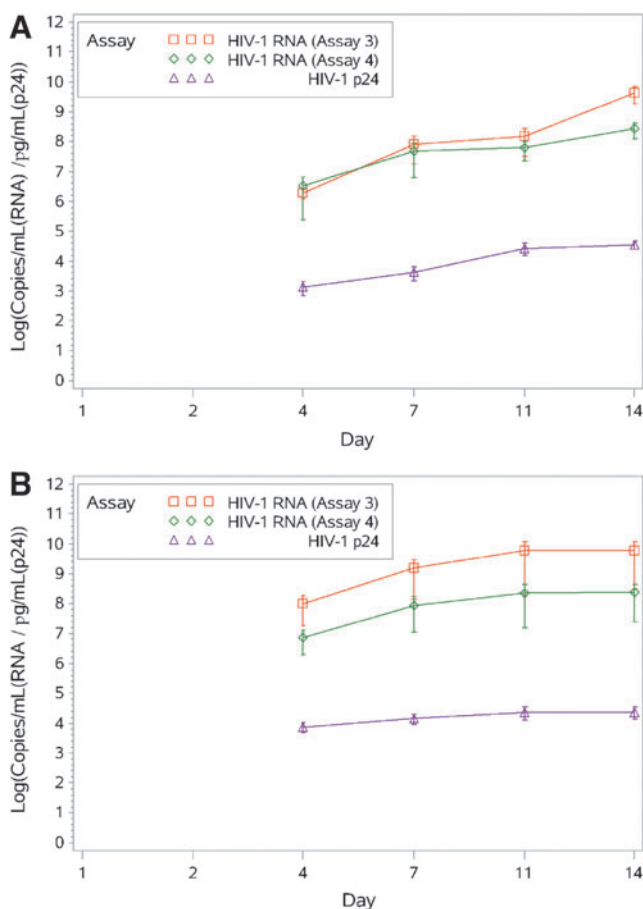 A
Assay
HIV-1 RNA (Assay 3)
HIV-1 RNA (Assay 4)
HIV-1 p24
Log(Copies/mL(RNA) /pg/mL(p24))
12
11
10
9
8
7
6
5
4
3
2
1
0
1 2 4 7 11 14
Day
B
Assay
HIV-1 RNA (Assay 3)
HIV-1 RNA (Assay 4)
HIV-1 p24
Log(Copies/mL(RNA / pg/mL(p24))
12
11
10
9
8
7
6
5
4
3
2
1
0
1 2 4 7 11 14
Day